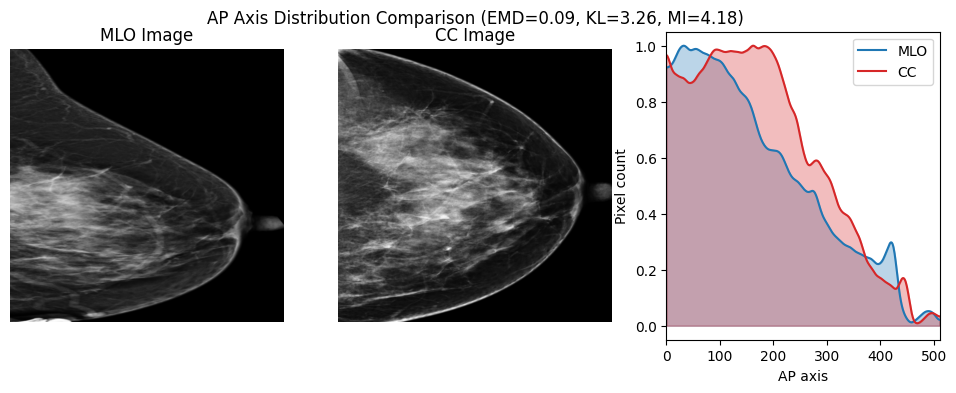 AP Axis Distribution Comparison (EMD=0.09, KL=3.26, MI=4.18)
MLO Image
CC Image
MLO
CC
Pixel count
1.0
0.8
0.6
0.4
0.2
0.0
0 100 200 300 400 500
AP axis